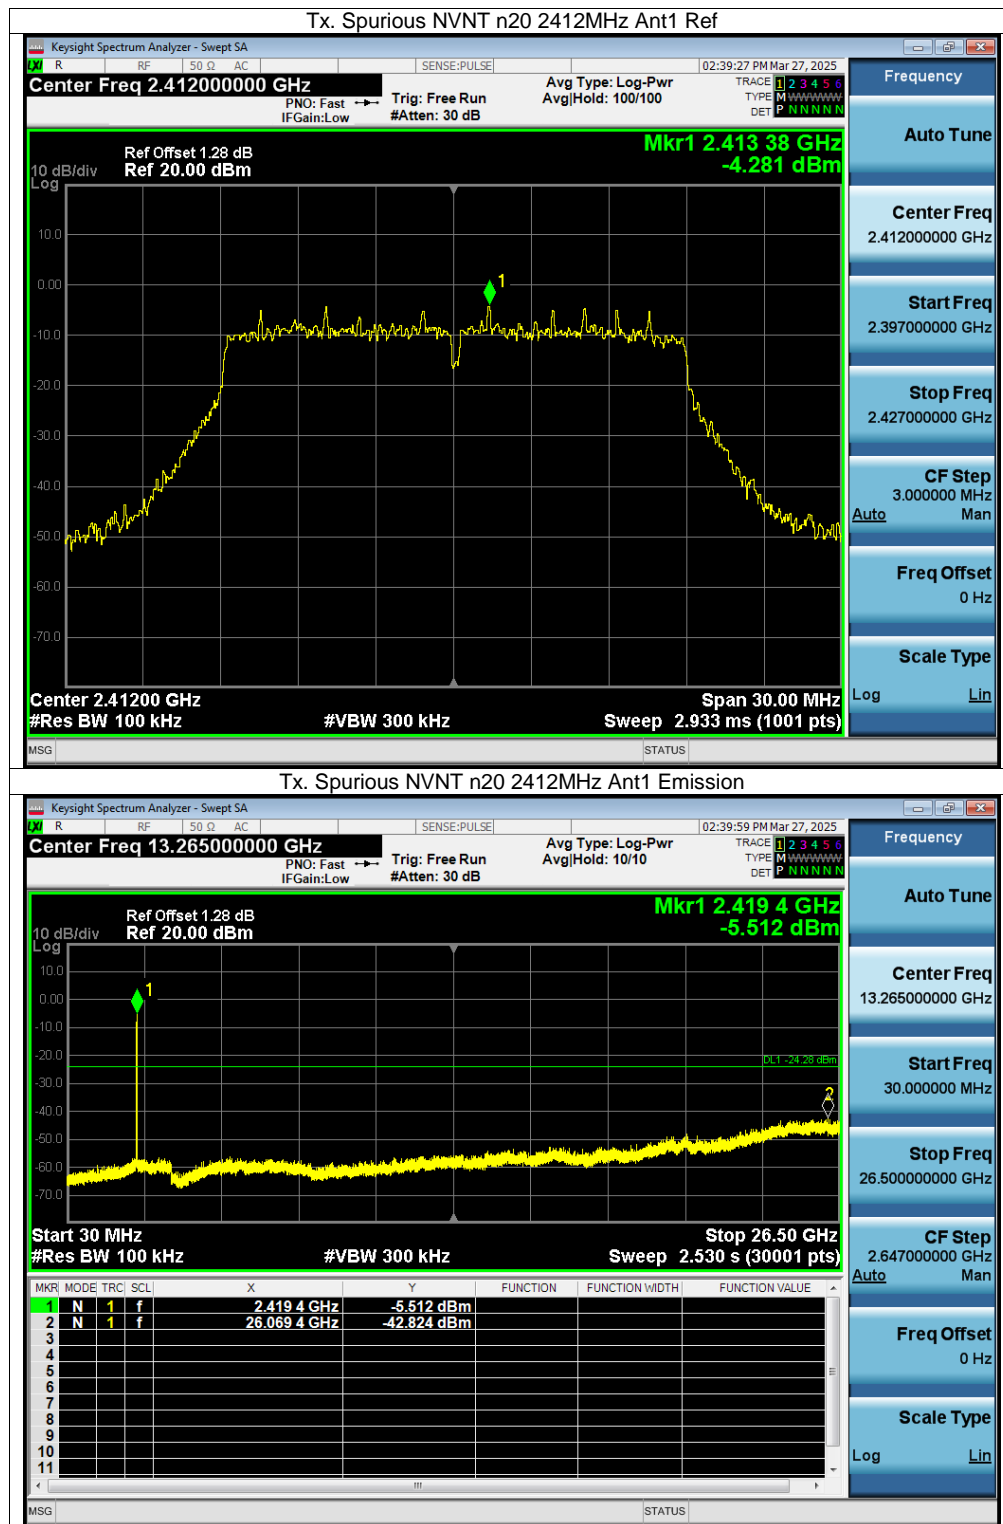 Tx. Spurious NVNT n20 2412MHz Ant1 Ref
Keysight Spectrum Analyzer - Swept SA
LXI R RF 50 Ω AC SENSE:PULSE 02:39:27 PM Mar 27, 2025
Center Freq 2.412000000 GHz
PNO: Fast
IFGain:Low
Trig: Free Run
#Atten: 30 dB
Avg Type: Log-Pwr
Avg|Hold: 100/100
TRACE 1 2 3 4 5 6
TYPE M WWWWW
DET P N N N N N
Mkr1 2.413 38 GHz
-4.281 dBm
Ref Offset 1.28 dB
10 dB/div Ref 20.00 dBm
Log
10.0
0.00
-10.0
-20.0
-30.0
-40.0
-50.0
-60.0
-70.0
1
Center 2.41200 GHz Span 30.00 MHz
#Res BW 100 kHz #VBW 300 kHz Sweep 2.933 ms (1001 pts)
MSG STATUS
Frequency
Auto Tune
Center Freq
2.412000000 GHz
Start Freq
2.397000000 GHz
Stop Freq
2.427000000 GHz
CF Step
3.000000 MHz
Auto Man
Freq Offset
0 Hz
Scale Type
Log Lin
Tx. Spurious NVNT n20 2412MHz Ant1 Emission
Keysight Spectrum Analyzer - Swept SA
LXI R RF 50 Ω AC SENSE:PULSE 02:39:59 PM Mar 27, 2025
Center Freq 13.265000000 GHz
PNO: Fast
IFGain:Low
Trig: Free Run
#Atten: 30 dB
Avg Type: Log-Pwr
Avg|Hold: 10/10
TRACE 1 2 3 4 5 6
TYPE M WWWWW
DET P N N N N N
Mkr1 2.419 4 GHz
-5.512 dBm
Ref Offset 1.28 dB
10 dB/div Ref 20.00 dBm
Log
10.0
0.00
-10.0
-20.0
-30.0
-40.0
-50.0
-60.0
-70.0
1
DL1 -24.28 dBm
2
Start 30 MHz Stop 26.50 GHz
#Res BW 100 kHz #VBW 300 kHz Sweep 2.530 s (30001 pts)
MKR MODE TRC SCL X Y FUNCTION FUNCTION WIDTH FUNCTION VALUE
1 N 1 f 2.419 4 GHz -5.512 dBm
2 N 1 f 26.069 4 GHz -42.824 dBm
3
4
5
6
7
8
9
10
11
MSG STATUS
Frequency
Auto Tune
Center Freq
13.265000000 GHz
Start Freq
30.000000 MHz
Stop Freq
26.500000000 GHz
CF Step
2.647000000 GHz
Auto Man
Freq Offset
0 Hz
Scale Type
Log Lin